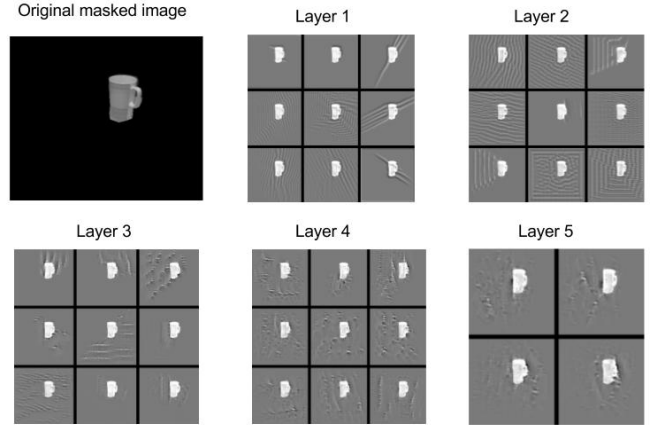 Original masked image
Layer 1
Layer 2
Layer 3
Layer 4
Layer 5